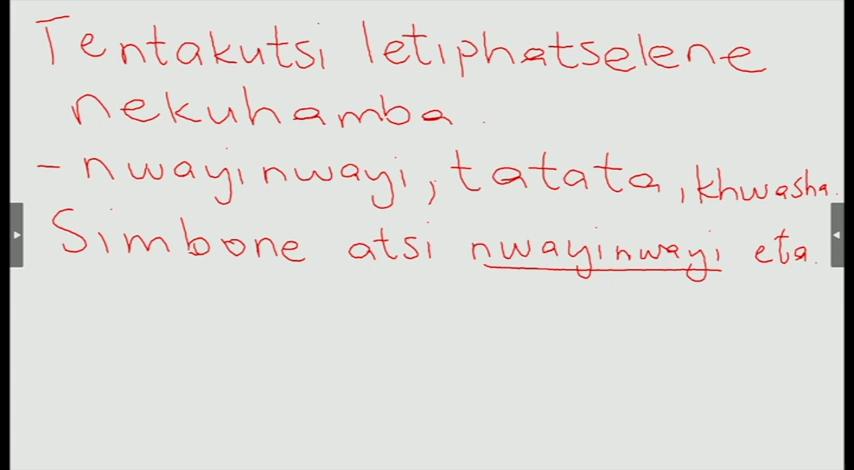 Tentakutsi letiphatselene
nekuhamba.
- nwayinwayi, tatata, khwasha.
Simbone atsi nwayinwayi eta.